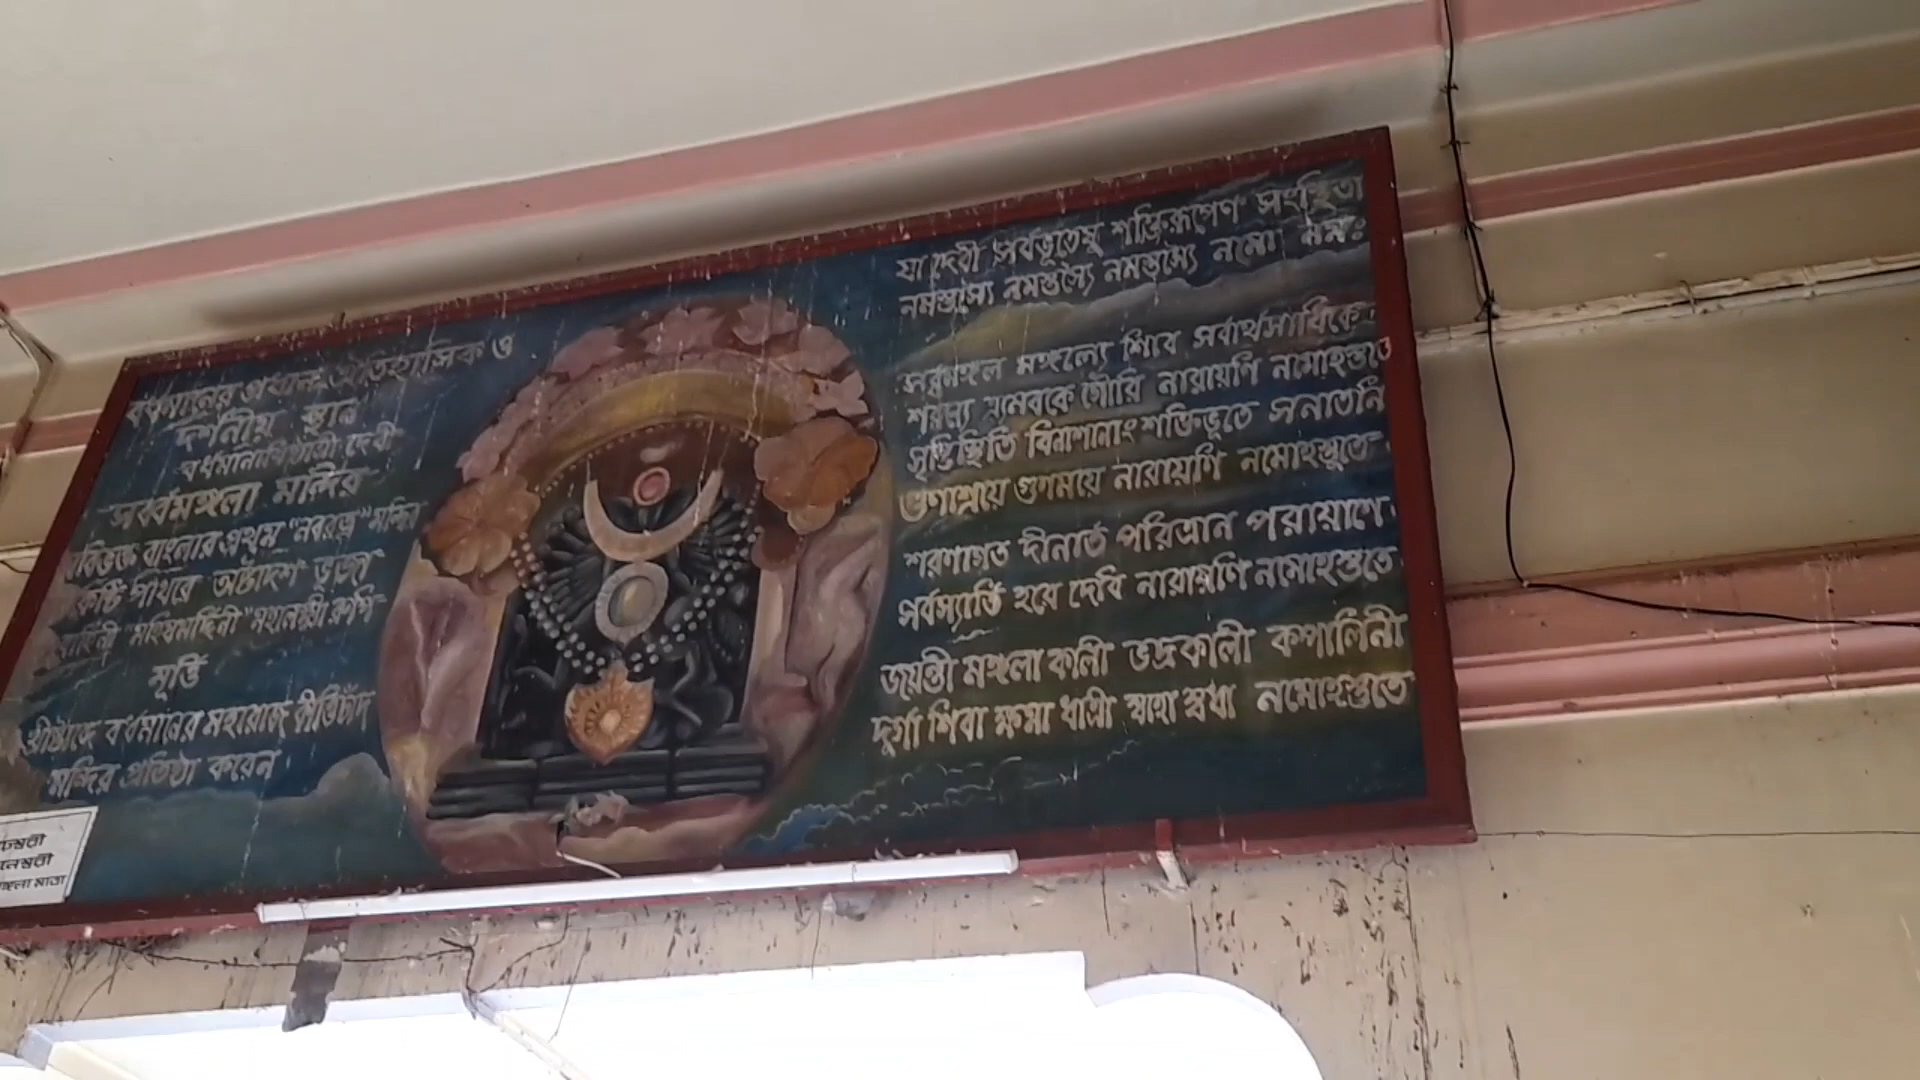 বর্ধমানের প্রধান ঐতিহাসিক ও
দর্শনীয় স্থান
বর্ধমানাধিষ্ঠাত্রী দেবী
সর্বমঙ্গলা মন্দির
অবিভক্ত বাংলার প্রথম "নবরত্ন" মন্দির
কষ্টি পাথরে অষ্টাদশ ভূজা
"মহিষমর্দ্দিনী" মহালক্ষ্মী রূপি
মূর্ত্তি
খ্রীষ্টাব্দে বর্ধমানের মহারাজ কীর্তিচাঁদ
মন্দির প্রতিষ্ঠা করেন
যা দেবী সর্বভূতেষু শক্তিরূপেণ সংস্থিতা
নমস্তস্যৈ নমস্তস্যৈ নমস্তস্যৈ নমো নমঃ
সর্বমঙ্গল মঙ্গল্যে শিবে সর্বার্থসাধিকে
শরণ্যে ত্র্যম্বকে গৌরি নারায়ণি নমোহস্তুতে
সৃষ্টিস্থিতি বিনাশানাং শক্তিভূতে সনাতনি
গুণাশ্রয়ে গুণময়ে নারায়ণি নমোহস্তুতে
শরণাগত দীনার্ত পরিত্রান পরায়ণে
সর্বস্যার্তি হরে দেবি নারায়ণি নমোহস্তুতে
জয়ন্তী মঙ্গলা কালী ভদ্রকালী কপালিনী
দুর্গা শিবা ক্ষমা ধাত্রী স্বাহা স্বধা নমোহস্তুতে